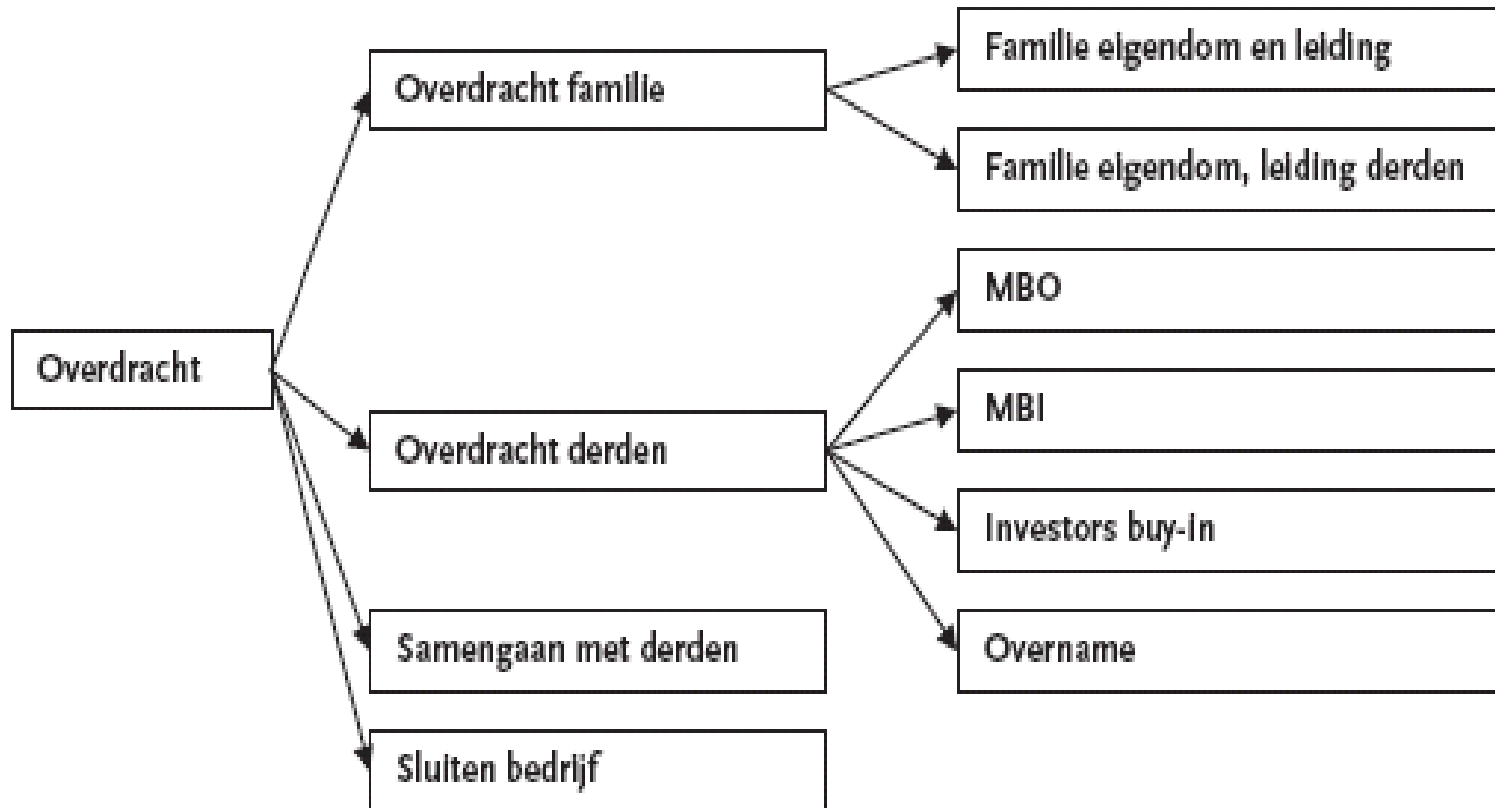 Overdracht
Overdracht familie
Familie eigendom en leiding
Familie eigendom, leiding derden
Overdracht derden
MBO
MBI
Investors buy-in
Overname
Samengaan met derden
Sluiten bedrijf